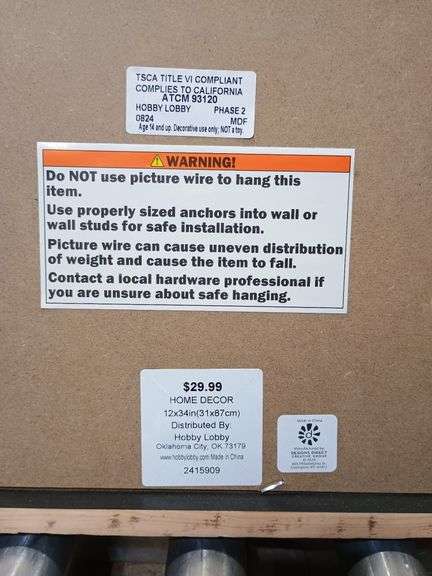 TSCA TITLE VI COMPLIANT
COMPLIES TO CALIFORNIA
ATCM 93120
HOBBY LOBBY PHASE 2
0824 MDF
Age 14 and up. Decorative use only; NOT a toy.
WARNING!
Do NOT use picture wire to hang this
item.
Use properly sized anchors into wall or
wall studs for safe installation.
Picture wire can cause uneven distribution
of weight and cause the item to fall.
Contact a local hardware professional if
you are unsure about safe hanging.
$29.99
HOME DECOR
12x34in(31x87cm)
Distributed By:
Hobby Lobby
Oklahoma City, OK 73179
www.hobbylobby.com Made in China
2415909
Made in China
DESIGNS DIRECT
CREATIVE GROUP